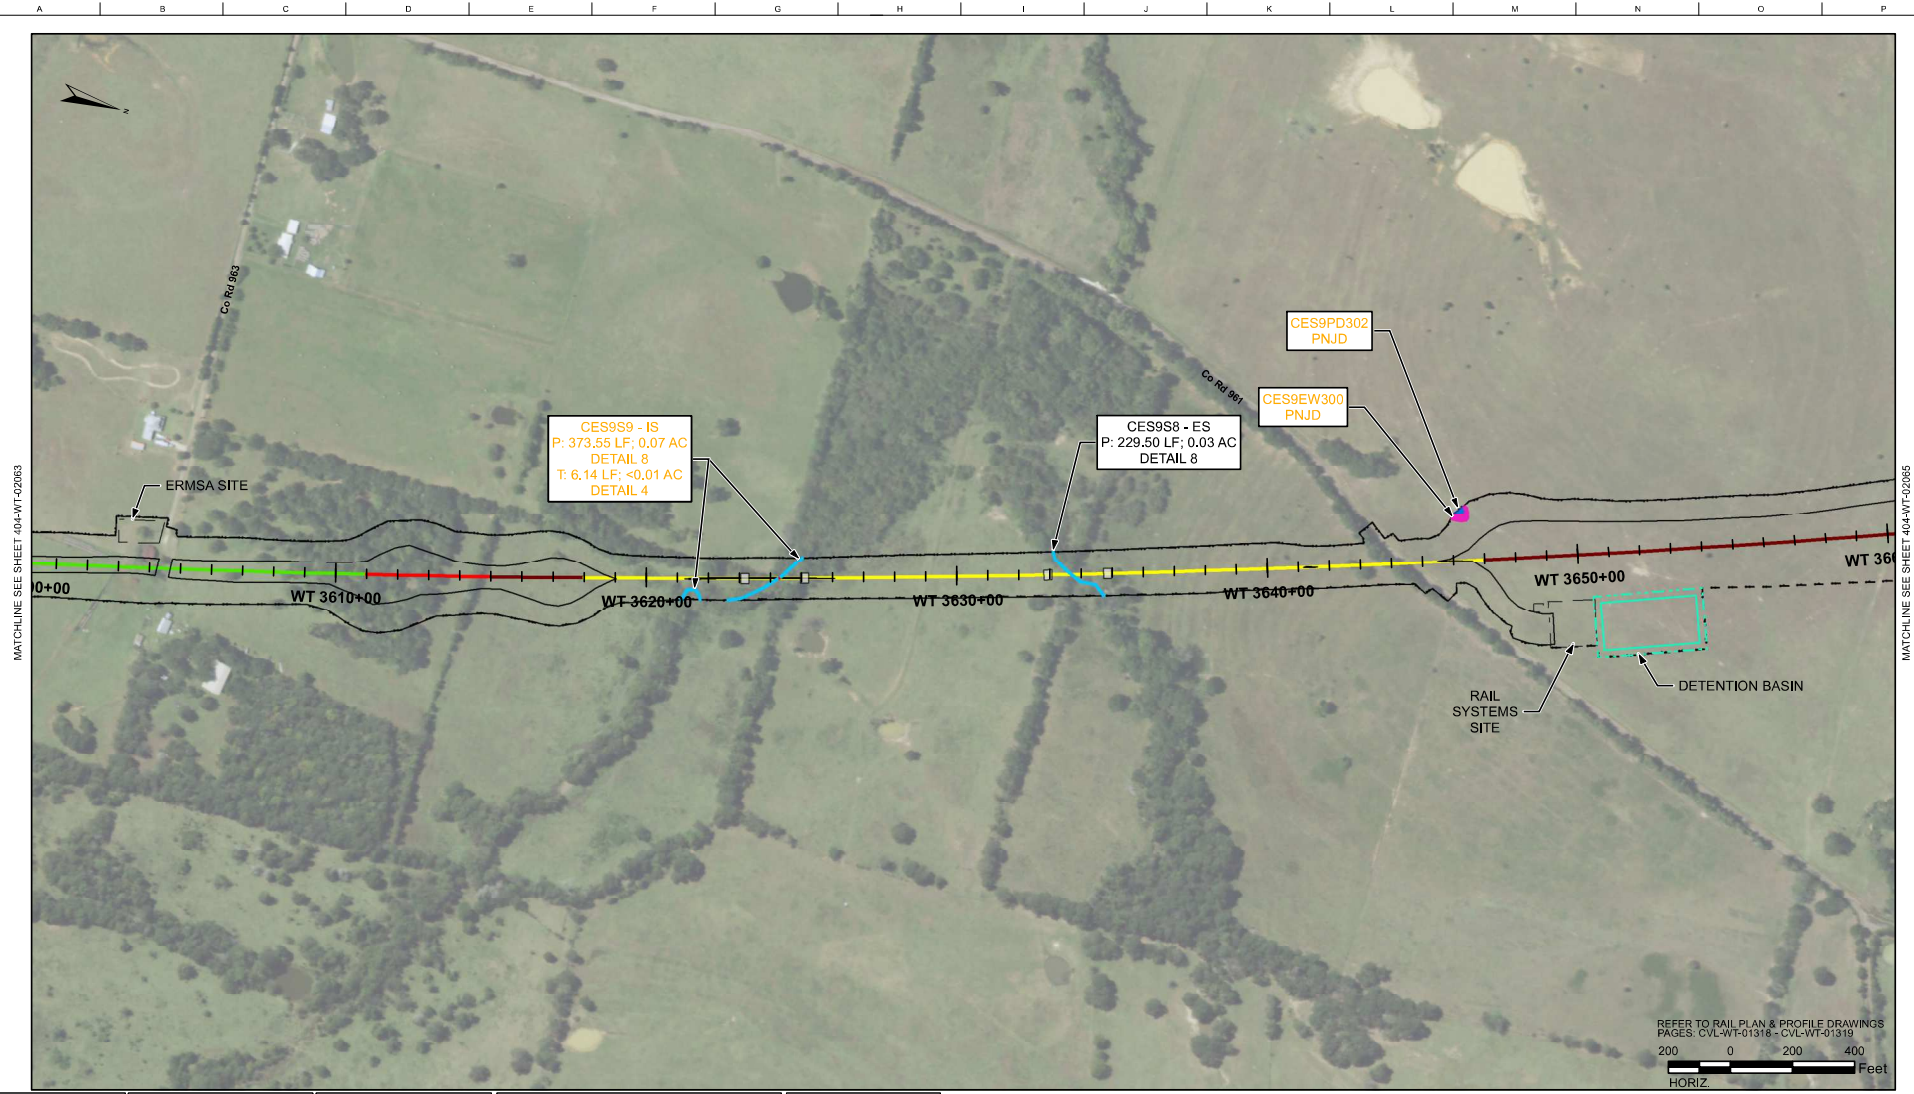 A B C D E F G H I J K L M N O P
N
Co Rd 963
Co Rd 961
CES9PD302
PNJD
CES9EW300
PNJD
CES9S9 - IS
P: 373.55 LF; 0.07 AC
DETAIL 8
T: 6.14 LF; <0.01 AC
DETAIL 4
CES9S8 - ES
P: 229.50 LF; 0.03 AC
DETAIL 8
ERMSA SITE
MATCHLINE SEE SHEET 404-WT-02063
MATCHLINE SEE SHEET 404-WT-02065
00+00
WT 3610+00
WT 3620+00
WT 3630+00
WT 3640+00
WT 3650+00
WT 366
DETENTION BASIN
RAIL
SYSTEMS
SITE
REFER TO RAIL PLAN & PROFILE DRAWINGS
PAGES: CVL-WT-01318 - CVL-WT-01319
200 0 200 400
Feet
HORIZ.